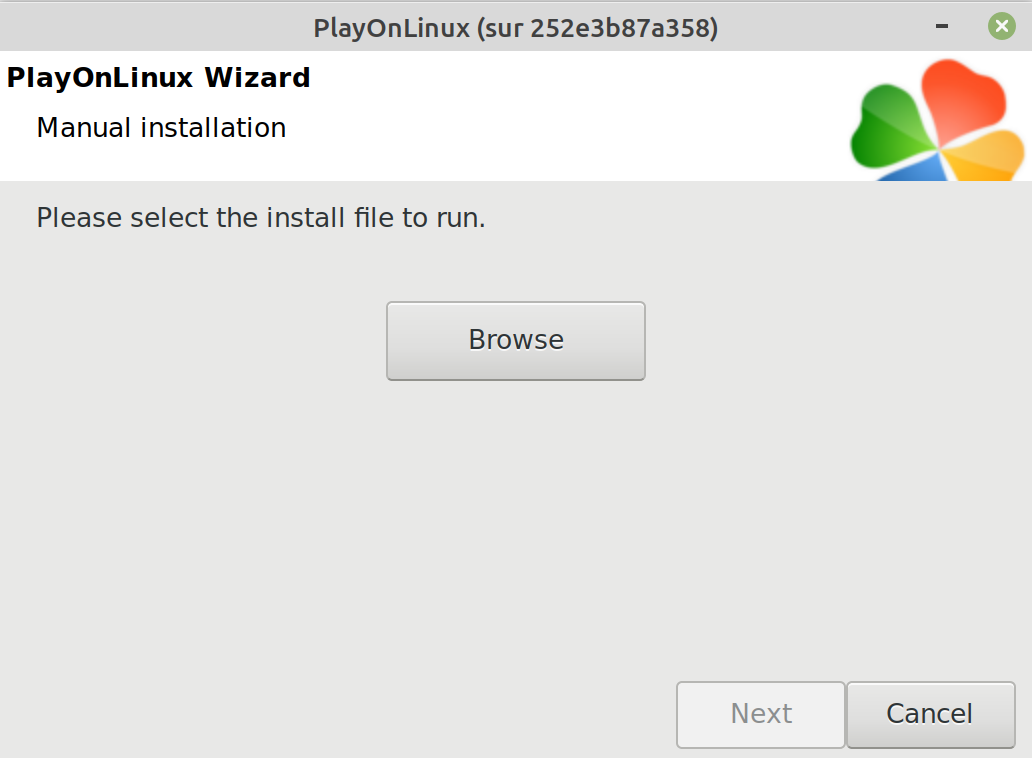 PlayOnLinux (sur 252e3b87a358)
PlayOnLinux Wizard
Manual installation
Please select the install file to run.
Browse
Next
Cancel